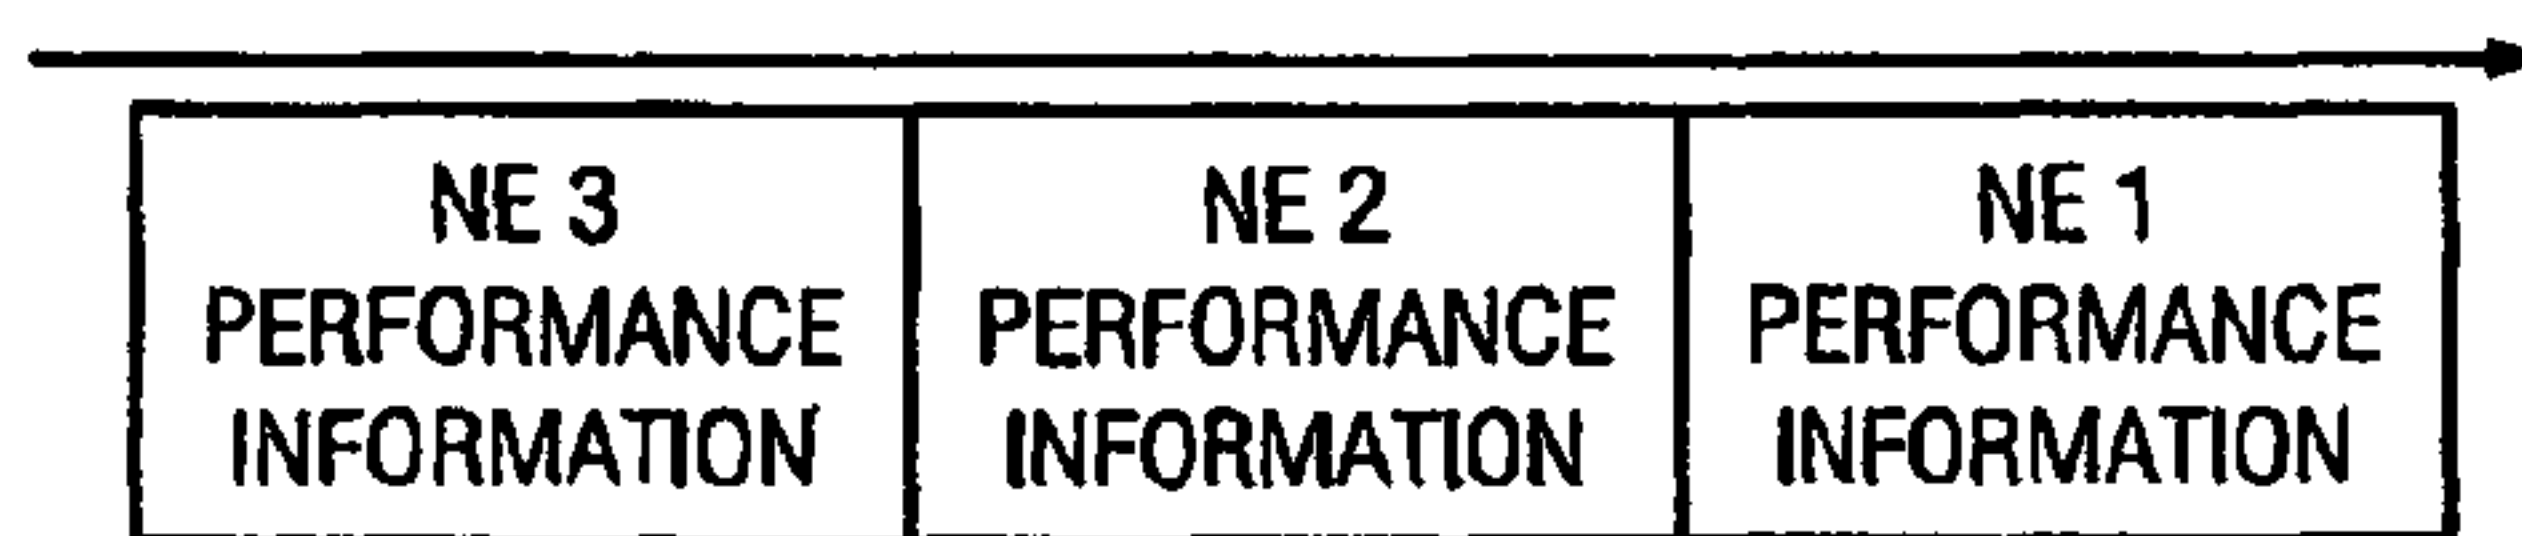 NE 3
PERFORMANCE
INFORMATION
NE 2
PERFORMANCE
INFORMATION
NE 1
PERFORMANCE
INFORMATION